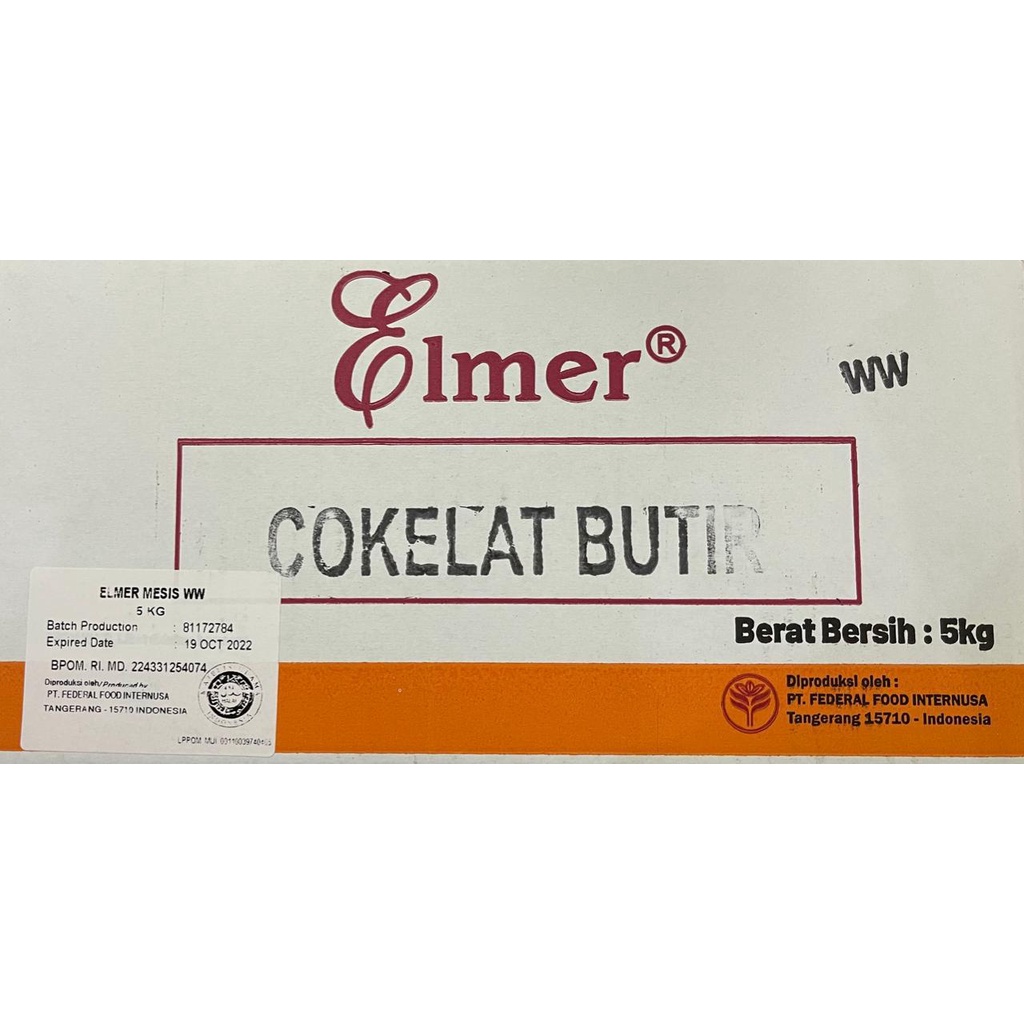 Elmer®
WW
COKELAT BUTIR
Berat Bersih : 5kg
ELMER MESIS WW
5 KG
Batch Production : 81172784
Expired Date : 19 OCT 2022
BPOM. RI. MD. 224331254074
Diproduksi oleh/Produced by
PT. FEDERAL FOOD INTERNUSA
TANGERANG - 15710 INDONESIA
LPPOM MUI
Diproduksi oleh :
PT. FEDERAL FOOD INTERNUSA
Tangerang 15710 - Indonesia